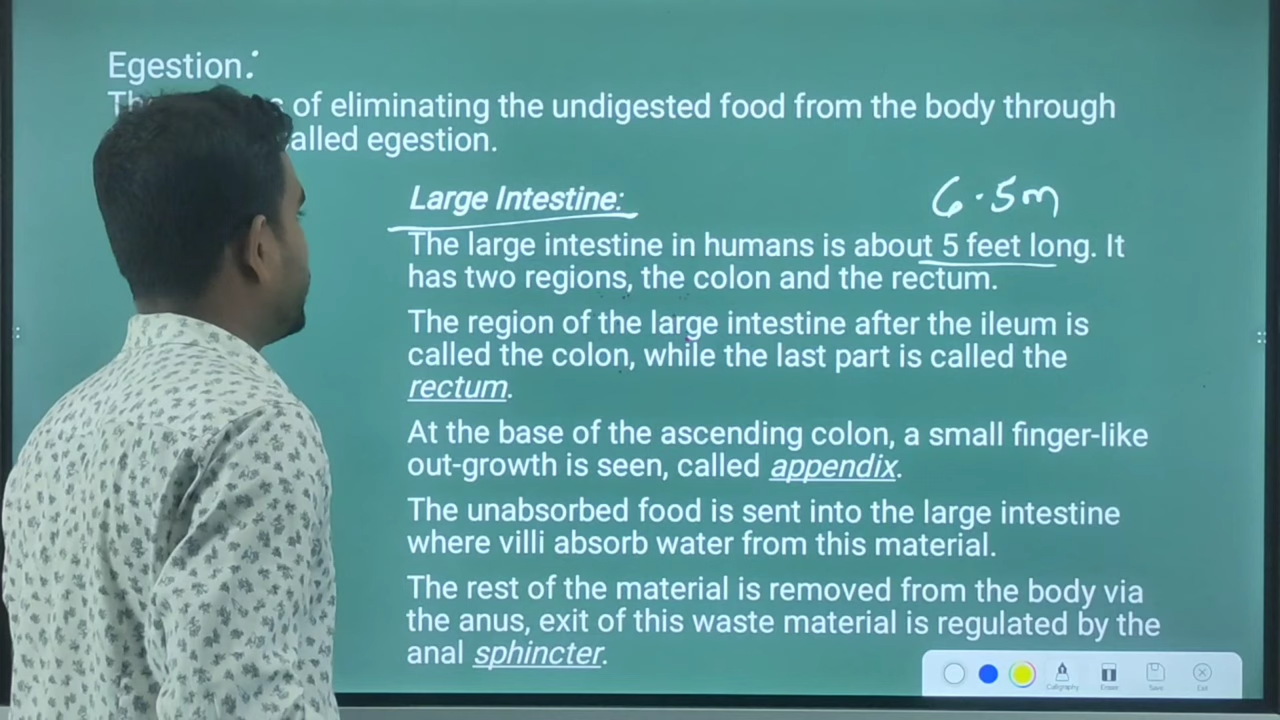 Egestion:
of eliminating the undigested food from the body through
called egestion.
Large Intestine:
6.5m
The large intestine in humans is about 5 feet long. It
has two regions, the colon and the rectum.
The region of the large intestine after the ileum is
called the colon, while the last part is called the
rectum.
At the base of the ascending colon, a small finger-like
out-growth is seen, called appendix.
The unabsorbed food is sent into the large intestine
where villi absorb water from this material.
The rest of the material is removed from the body via
the anus, exit of this waste material is regulated by the
anal sphincter.
Calligraphy Eraser Save Exit